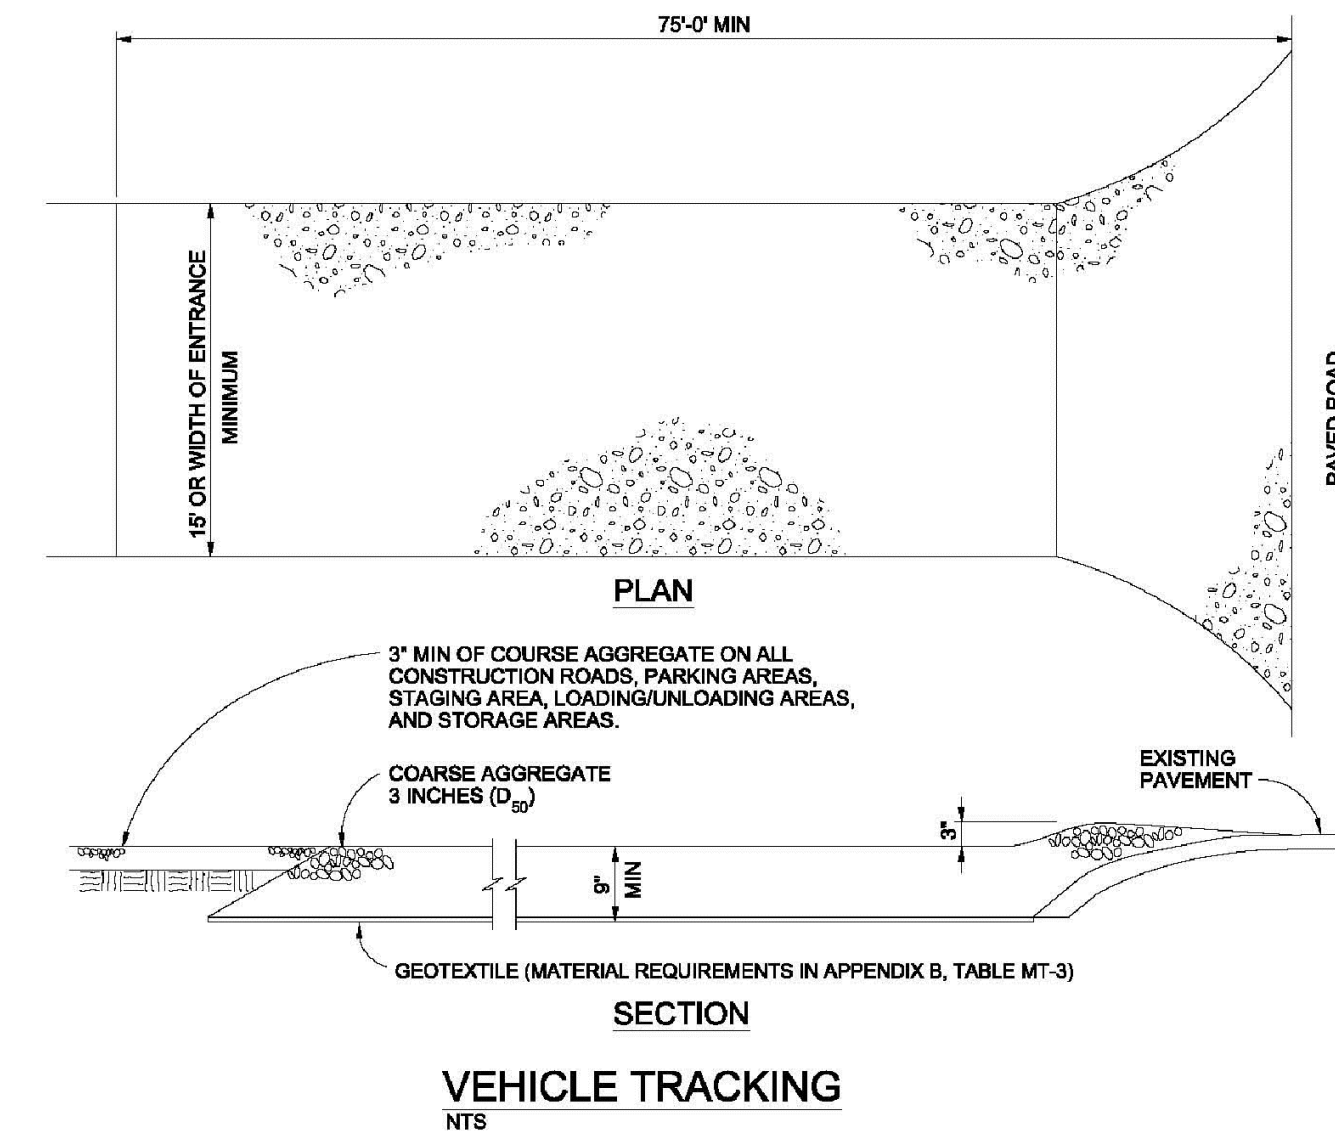 75'-0' MIN
15' OR WIDTH OF ENTRANCE
MINIMUM
PAVED ROAD
PLAN
3" MIN OF COURSE AGGREGATE ON ALL
CONSTRUCTION ROADS, PARKING AREAS,
STAGING AREA, LOADING/UNLOADING AREAS,
AND STORAGE AREAS.
COARSE AGGREGATE
3 INCHES (D50)
EXISTING
PAVEMENT
3"
9"
MIN
GEOTEXTILE (MATERIAL REQUIREMENTS IN APPENDIX B, TABLE MT-3)
SECTION
VEHICLE TRACKING
NTS